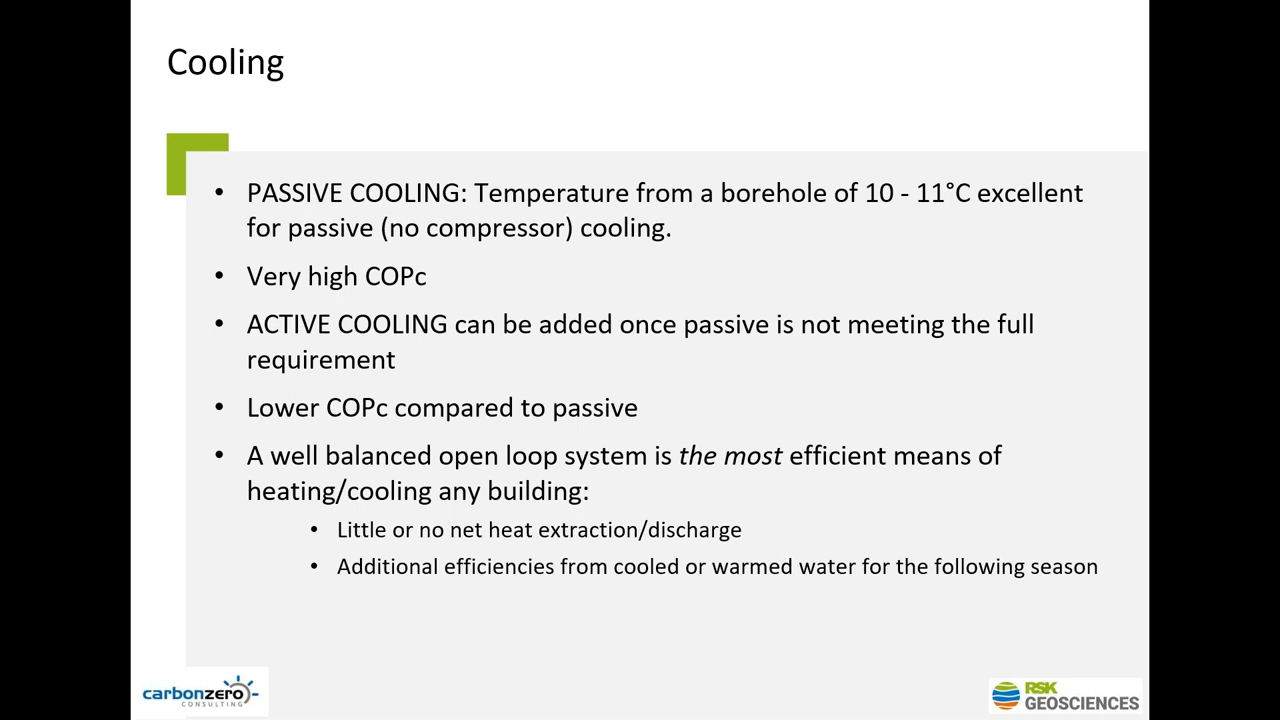 Cooling
• PASSIVE COOLING: Temperature from a borehole of 10 - 11°C excellent
for passive (no compressor) cooling.
• Very high COPc
• ACTIVE COOLING can be added once passive is not meeting the full
requirement
• Lower COPc compared to passive
• A well balanced open loop system is the most efficient means of
heating/cooling any building:
• Little or no net heat extraction/discharge
• Additional efficiencies from cooled or warmed water for the following season
carbonzero
CONSULTING
RSK
GEOSCIENCES